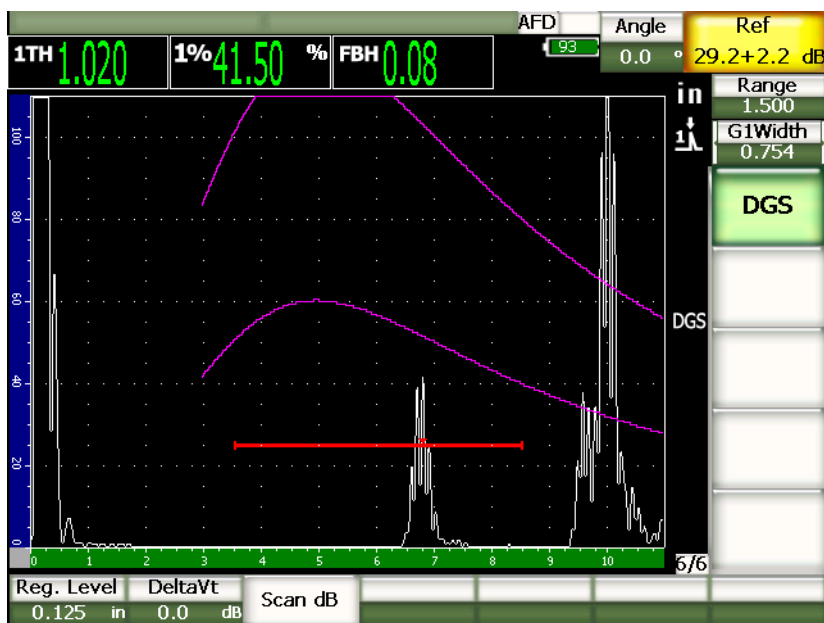 AFD
Angle
Ref
1TH 1.020
1% 41.50 %
FBH 0.08
93
0.0 º
29.2+2.2 dB
in
Range
1.500
1
G1Width
0.754
DGS
DGS
100
80
60
40
20
0
0 1 2 3 4 5 6 7 8 9 10
6/6
Reg. Level
DeltaVt
Scan dB
0.125 in
0.0 dB